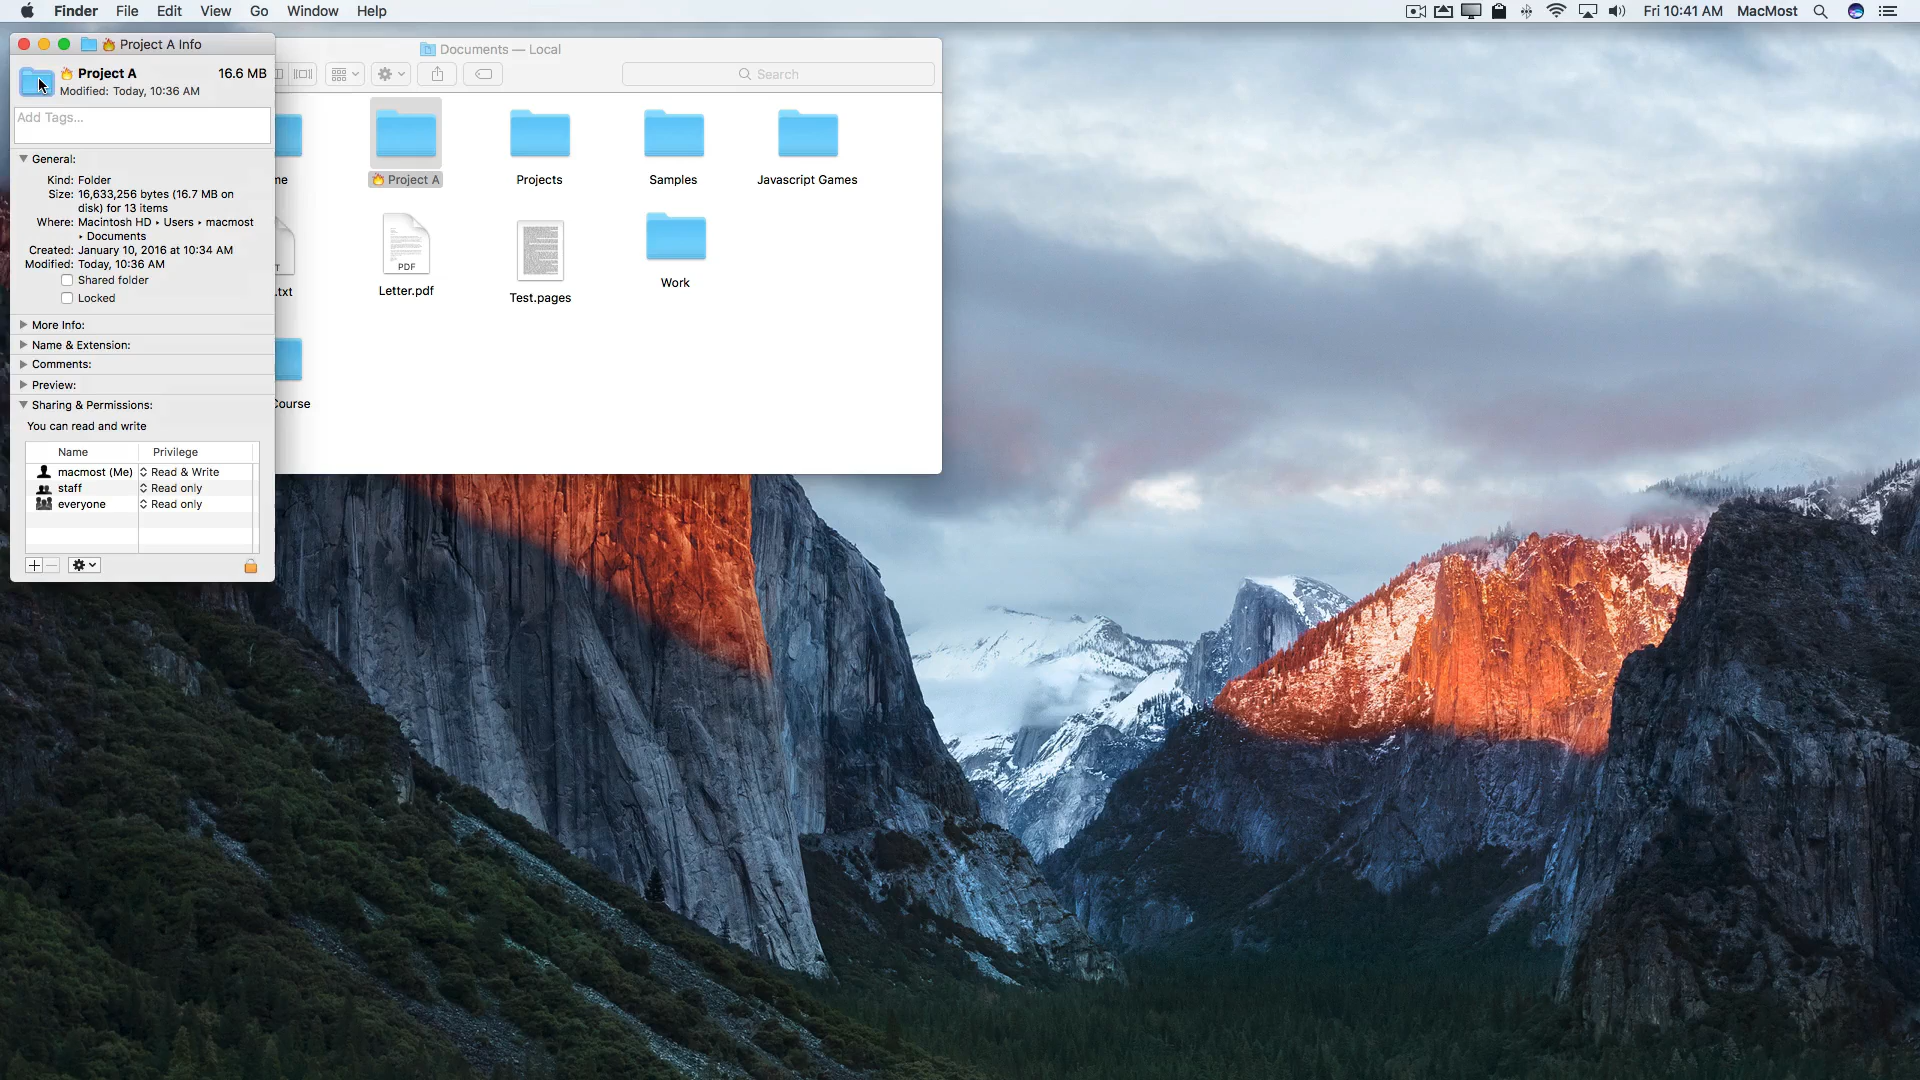 Finder File Edit View Go Window Help
Fri 10:41 AM MacMost
🔥 Project A Info
🔥 Project A 16.6 MB
Modified: Today, 10:36 AM
Add Tags...
General:
Kind: Folder
Size: 16,633,256 bytes (16.7 MB on
disk) for 13 items
Where: Macintosh HD ▸ Users ▸ macmost
▸ Documents
Created: January 10, 2016 at 10:34 AM
Modified: Today, 10:36 AM
Shared folder
Locked
More Info:
Name & Extension:
Comments:
Preview:
Sharing & Permissions:
You can read and write
Name Privilege
macmost (Me) Read & Write
staff Read only
everyone Read only
Documents — Local
Search
me
🔥 Project A
Projects
Samples
Javascript Games
.txt
PDF
Letter.pdf
Test.pages
Work
Course